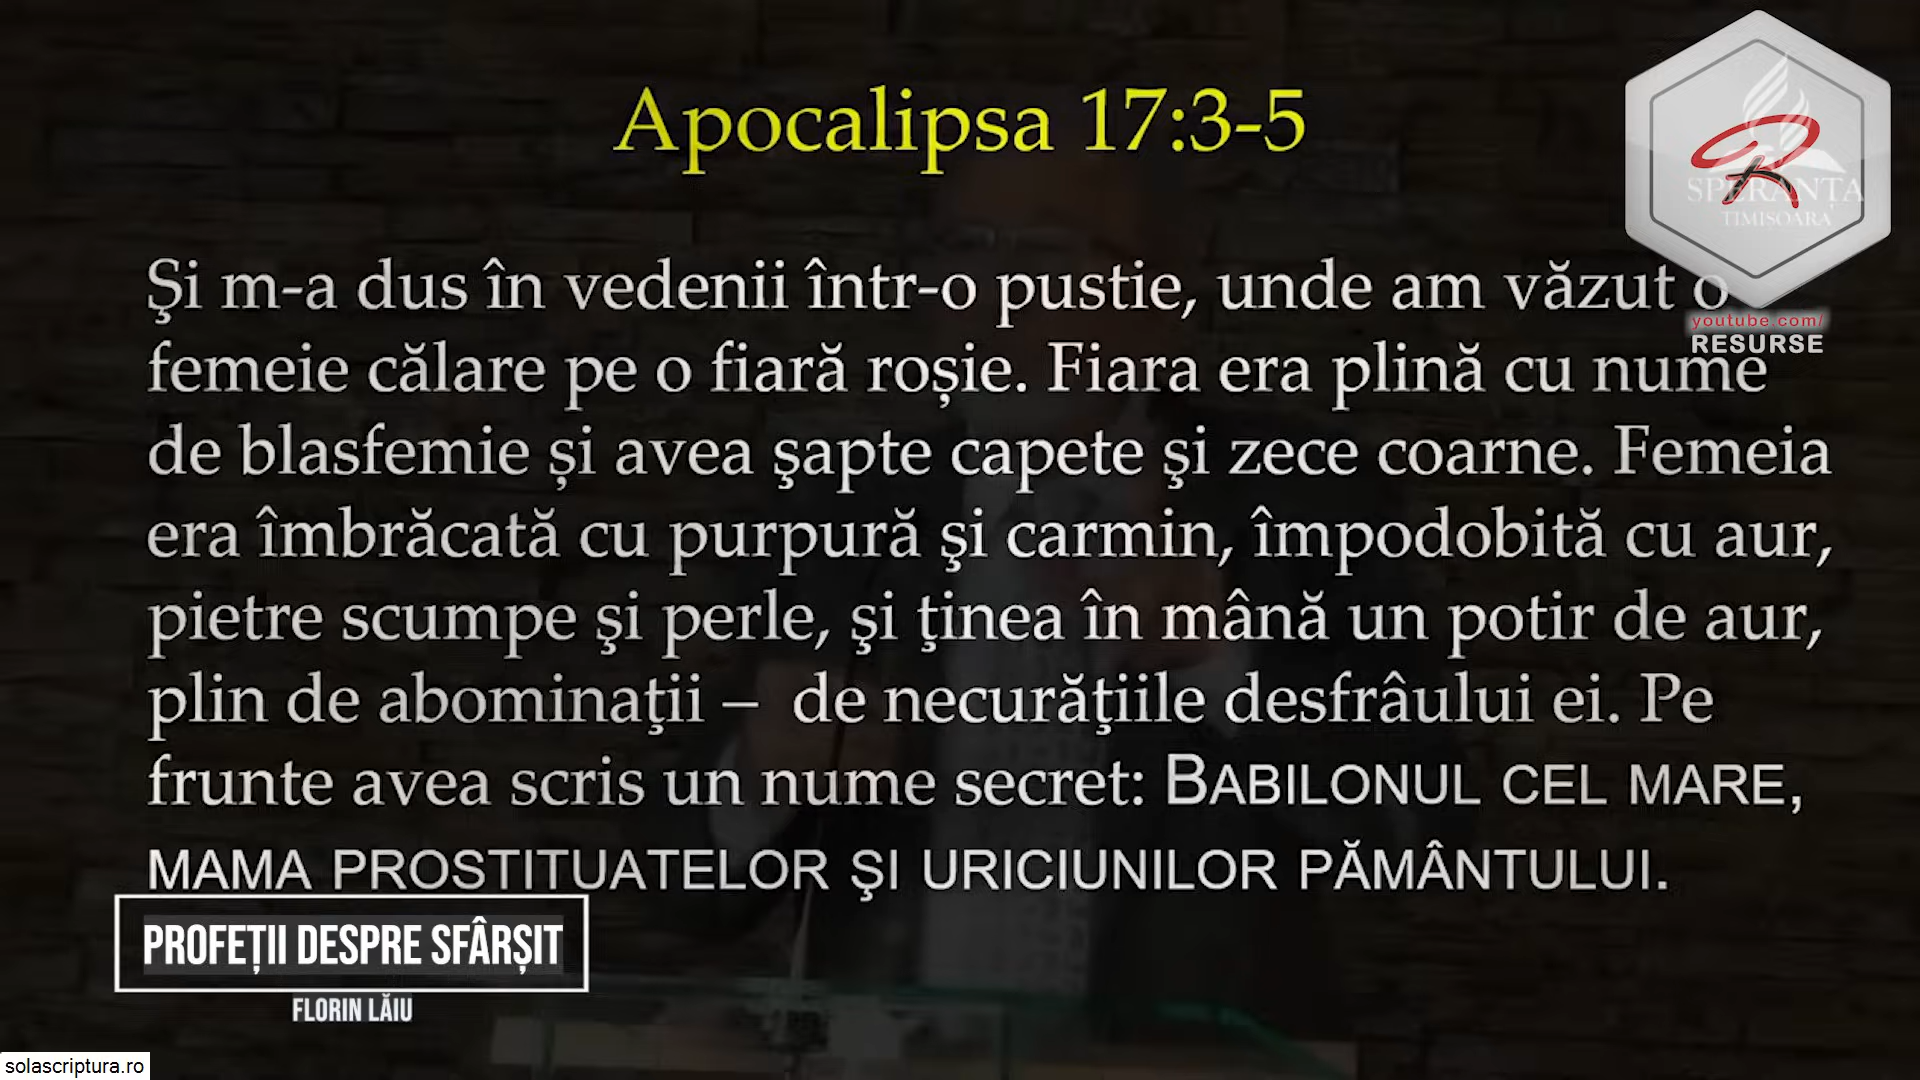 Apocalipsa 17:3-5
SPERANȚA
TIMIȘOARA
youtube.com/
RESURSE
Şi m-a dus în vedenii într-o pustie, unde am văzut o
femeie călare pe o fiară roșie. Fiara era plină cu nume
de blasfemie și avea şapte capete şi zece coarne. Femeia
era îmbrăcată cu purpură şi carmin, împodobită cu aur,
pietre scumpe şi perle, şi ţinea în mână un potir de aur,
plin de abominaţii – de necurăţiile desfrâului ei. Pe
frunte avea scris un nume secret: BABILONUL CEL MARE,
MAMA PROSTITUATELOR ŞI URICIUNILOR PĂMÂNTULUI.
PROFEȚII DESPRE SFÂRȘIT
FLORIN LĂIU
solascriptura.ro